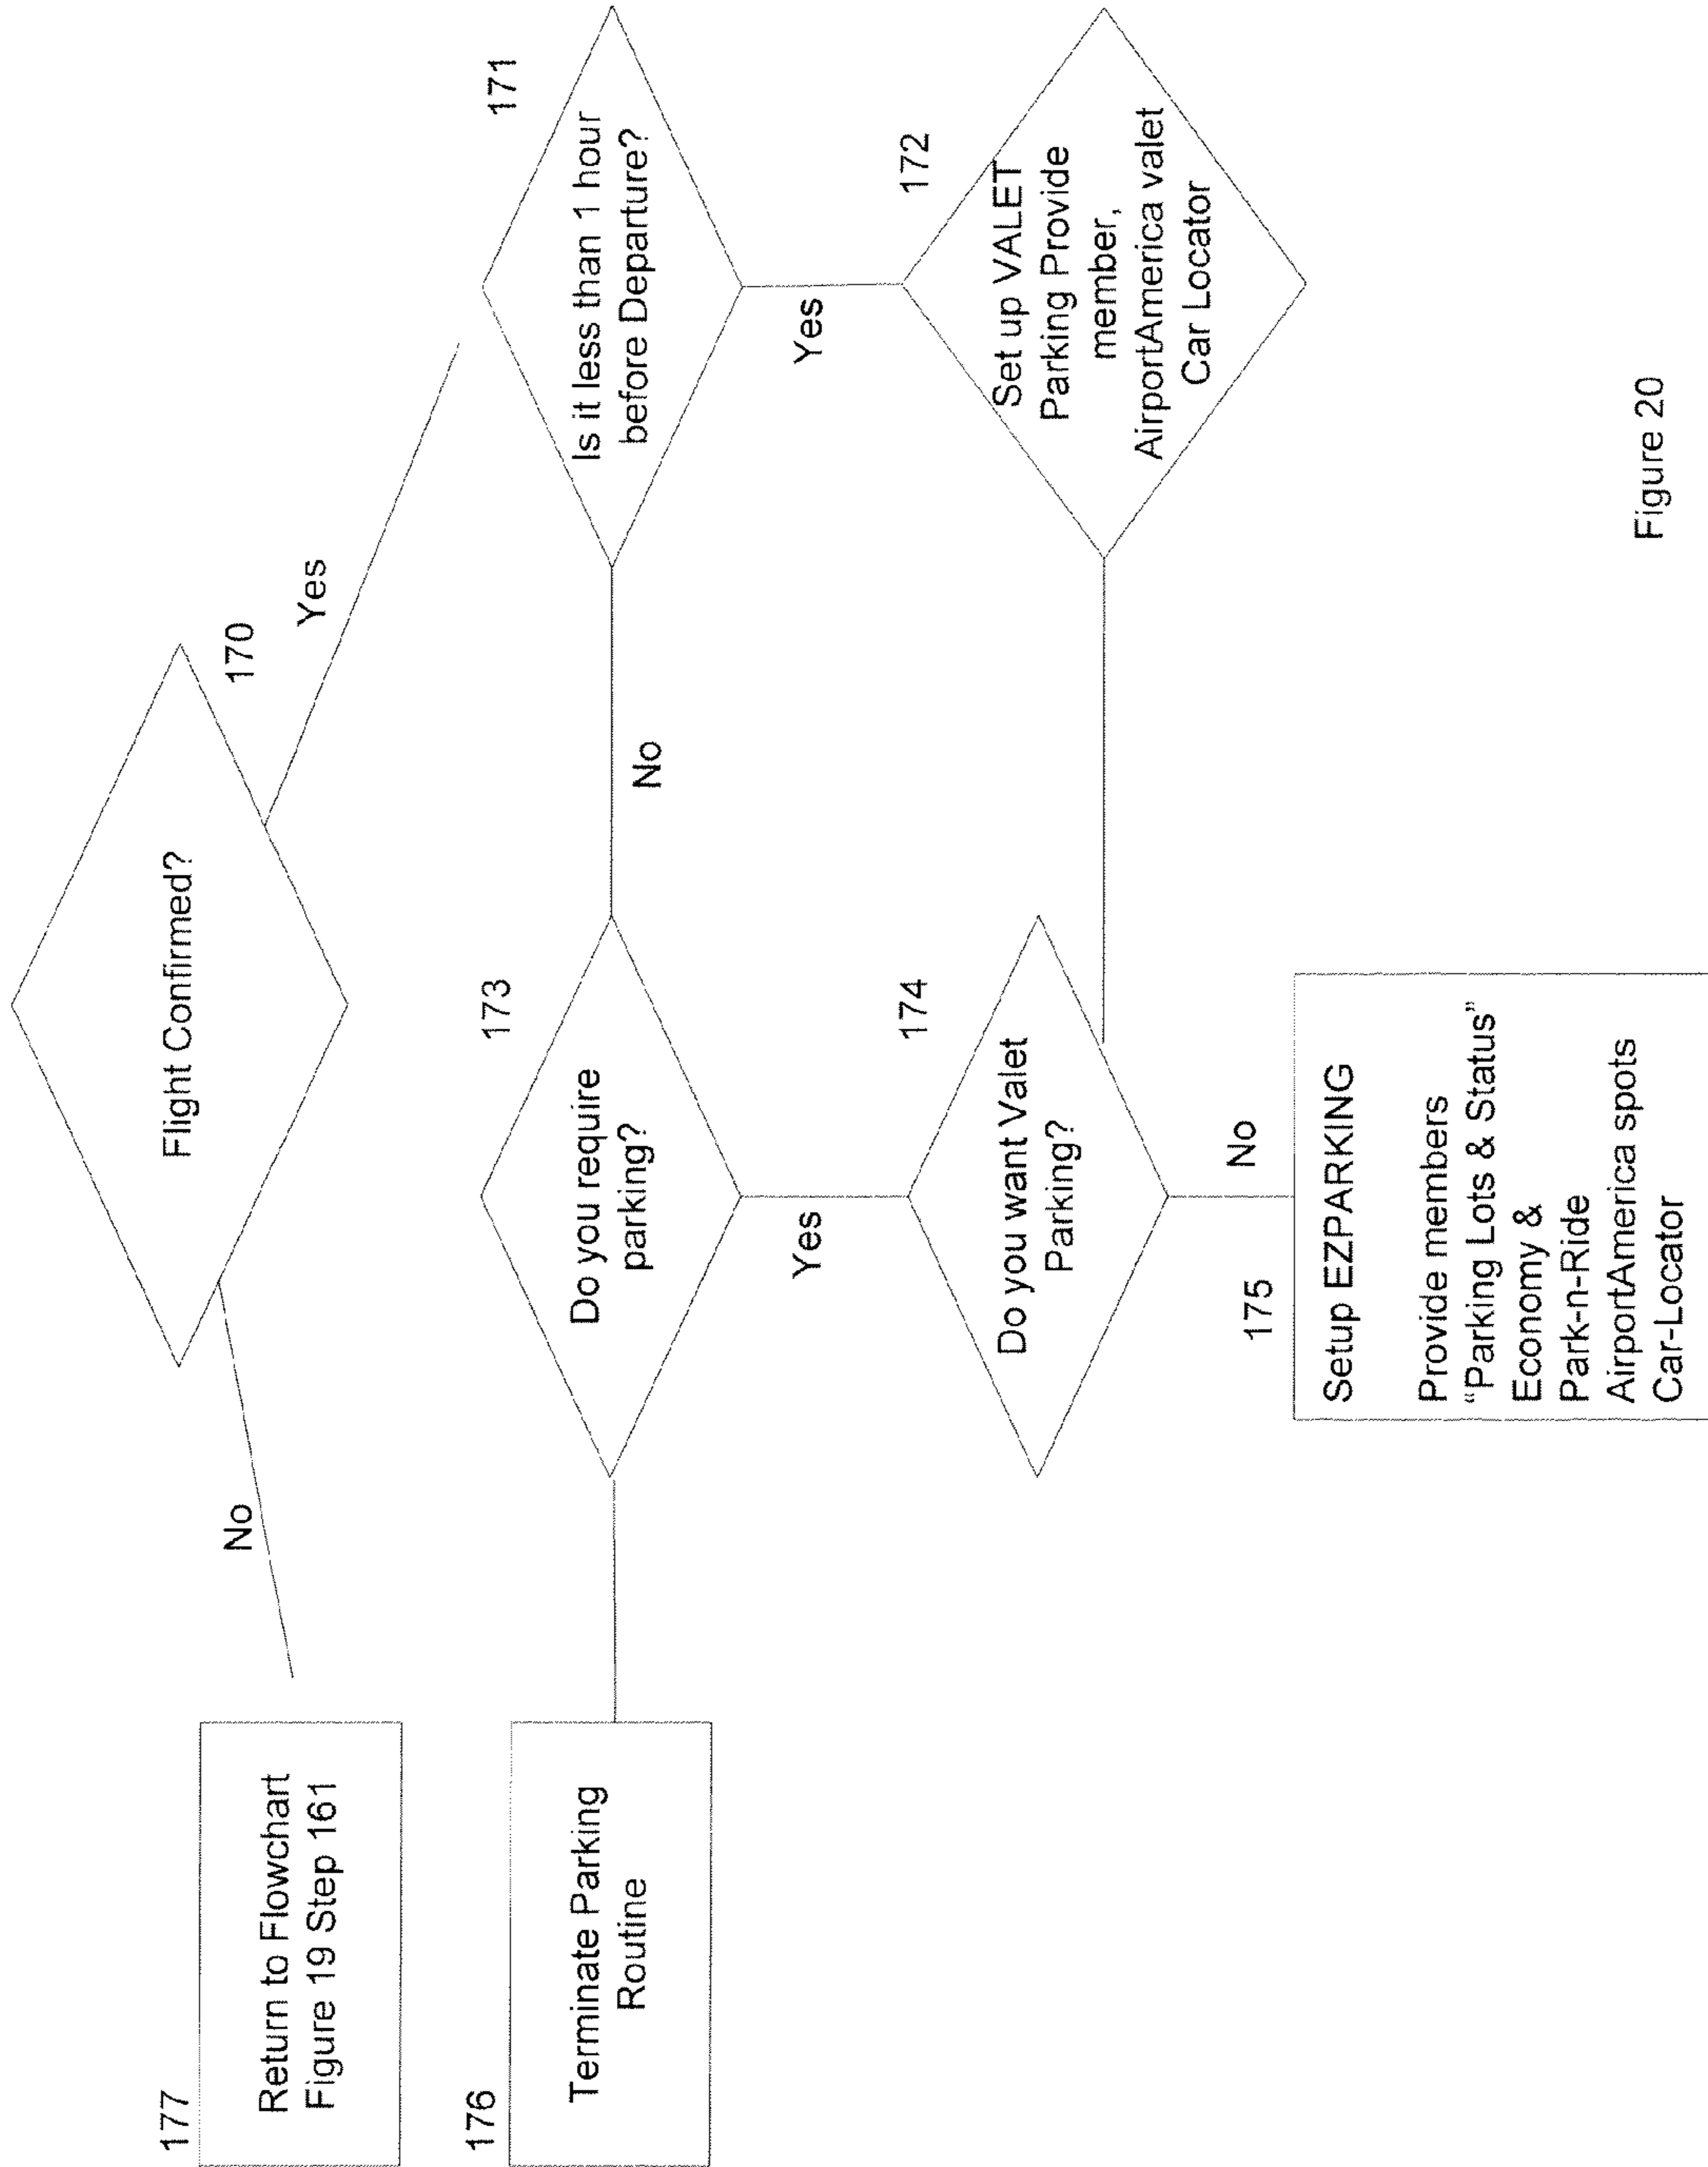 Flight Confirmed?
170
No
Yes
177
Return to Flowchart
Figure 19 Step 161
171
Is it less than 1 hour
before Departure?
No
Yes
173
Do you require
parking?
Yes
176
Terminate Parking
Routine
172
Set up VALET
Parking Provide
member,
AirportAmerica valet
Car Locator
174
Do you want Valet
Parking?
No
175
Setup EZPARKING
Provide members
“Parking Lots & Status”
Economy &
Park-n-Ride
AirportAmerica spots
Car-Locator
Figure 20